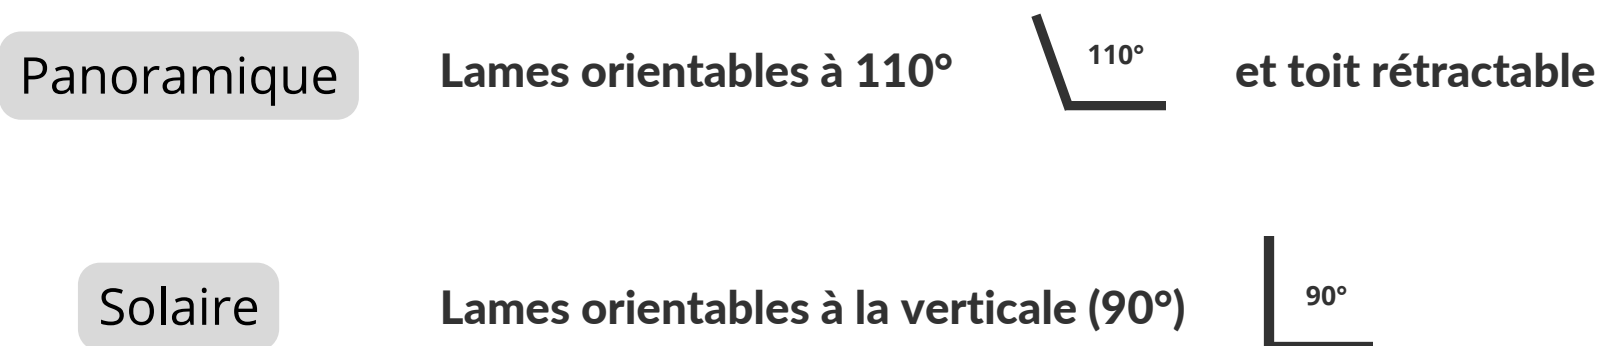 Panoramique Lames orientables à 110° 110° et toit rétractable
Solaire Lames orientables à la verticale (90°) 90°